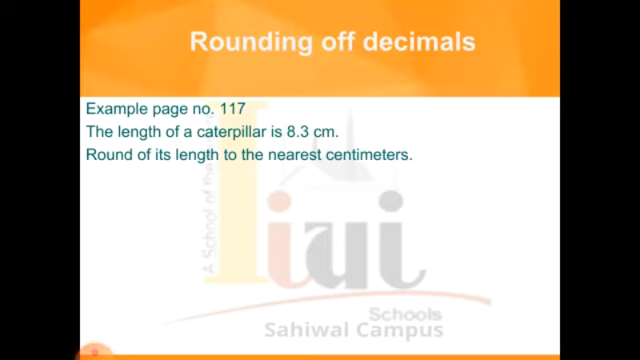 Rounding off decimals
Example page no. 117
The length of a caterpillar is 8.3 cm.
Round of its length to the nearest centimeters.
A School of the
Iiui
Schools
Sahiwal Campus